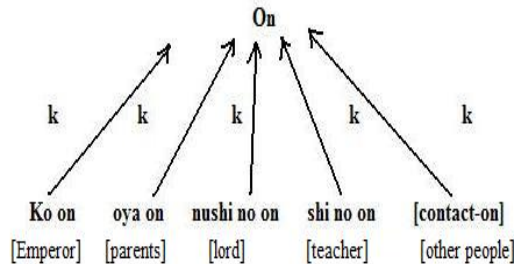 On
k k k k k
Ko on oya on nushi no on shi no on [contact-on]
[Emperor] [parents] [lord] [teacher] [other people]